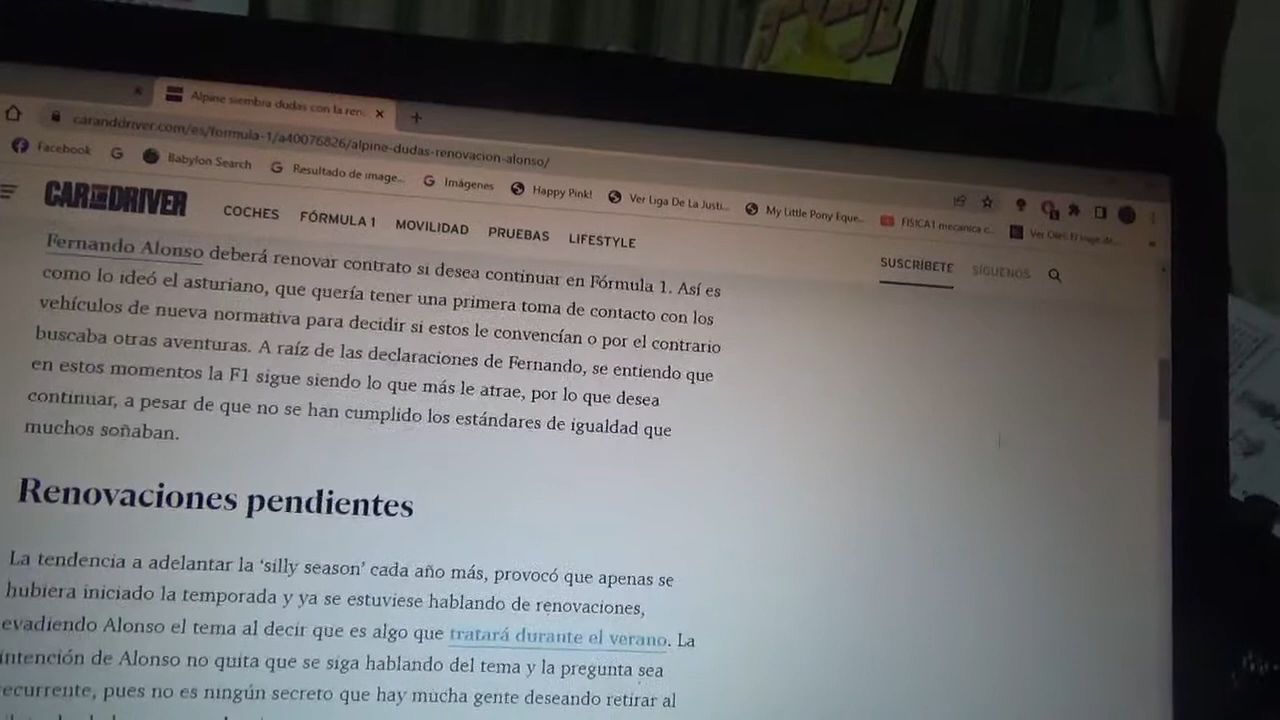 Alpine siembra dudas con la ren.
caranddriver.com/es/formula-1/a40076826/alpine-dudas-renovacion-alonso/
Facebook
Babylon Search
Resultado de image...
Imágenes
Happy Pink!
Ver Liga De La Justi...
My Little Pony Eque...
FISICA1 mecanica c...
CAR AND DRIVER
COCHES FÓRMULA 1 MOVILIDAD PRUEBAS LIFESTYLE
SUSCRÍBETE SÍGUENOS
Fernando Alonso deberá renovar contrato si desea continuar en Fórmula 1. Así es
como lo ideó el asturiano, que quería tener una primera toma de contacto con los
vehículos de nueva normativa para decidir si estos le convencían o por el contrario
buscaba otras aventuras. A raíz de las declaraciones de Fernando, se entiende que
en estos momentos la F1 sigue siendo lo que más le atrae, por lo que desea
continuar, a pesar de que no se han cumplido los estándares de igualdad que
muchos soñaban.
Renovaciones pendientes
La tendencia a adelantar la ‘silly season’ cada año más, provocó que apenas se
hubiera iniciado la temporada y ya se estuviese hablando de renovaciones,
evadiendo Alonso el tema al decir que es algo que tratará durante el verano. La
intención de Alonso no quita que se siga hablando del tema y la pregunta sea
recurrente, pues no es ningún secreto que hay mucha gente deseando retirar al